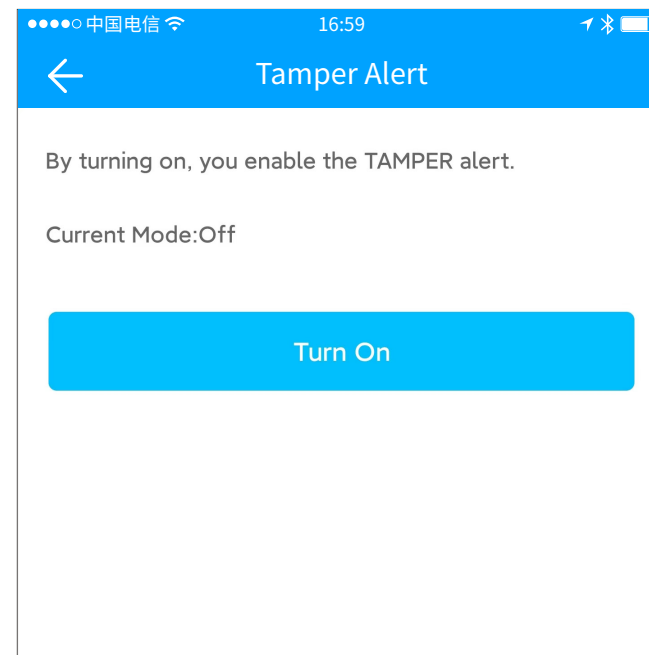 中国电信 16:59
Tamper Alert
By turning on, you enable the TAMPER alert.
Current Mode:Off
Turn On